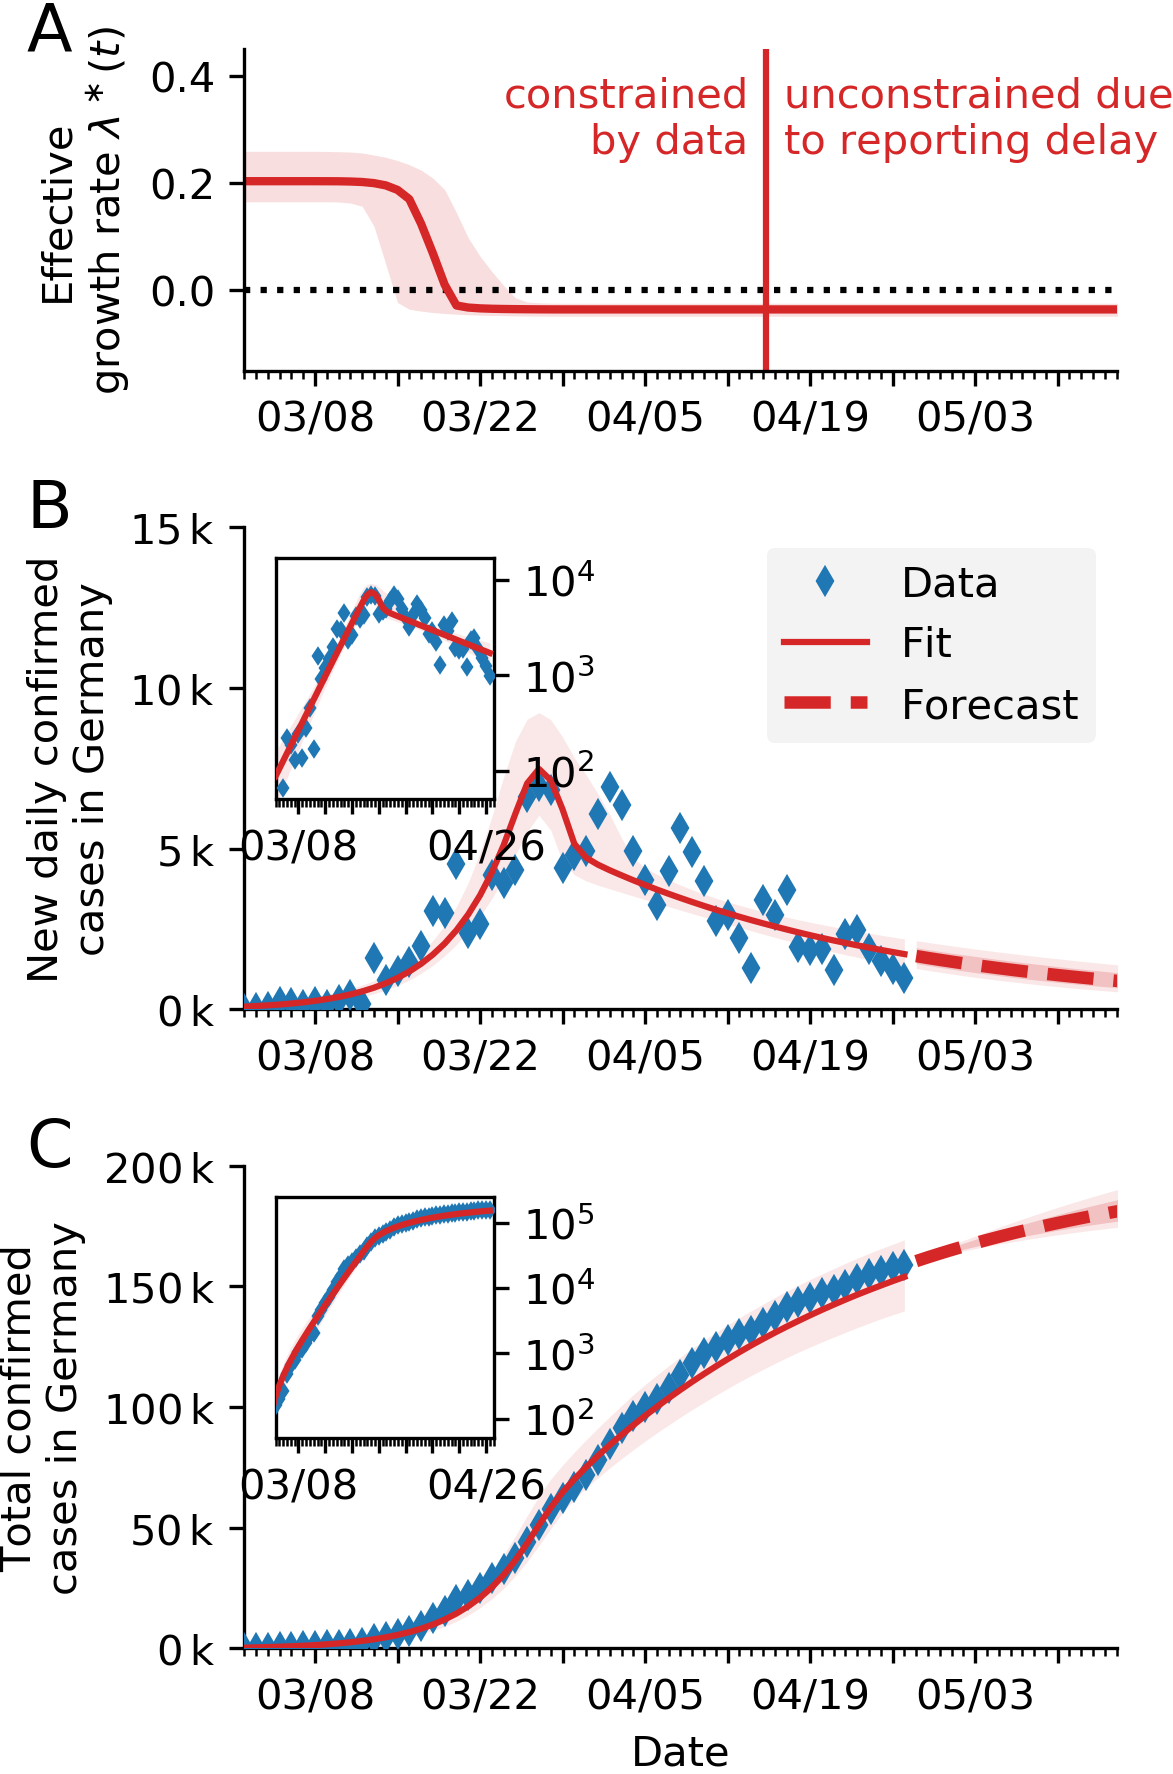 A
Effective
growth rate λ * (t)
0.4
0.2
0.0
constrained
by data
unconstrained due
to reporting delay
03/08
03/22
04/05
04/19
05/03
B
New daily confirmed
cases in Germany
15 k
10 k
5 k
0 k
10⁴
10³
10²
03/08
04/26
Data
Fit
Forecast
03/08
03/22
04/05
04/19
05/03
C
Total confirmed
cases in Germany
200 k
150 k
100 k
50 k
0 k
10⁵
10⁴
10³
10²
03/08
04/26
03/08
03/22
04/05
04/19
05/03
Date